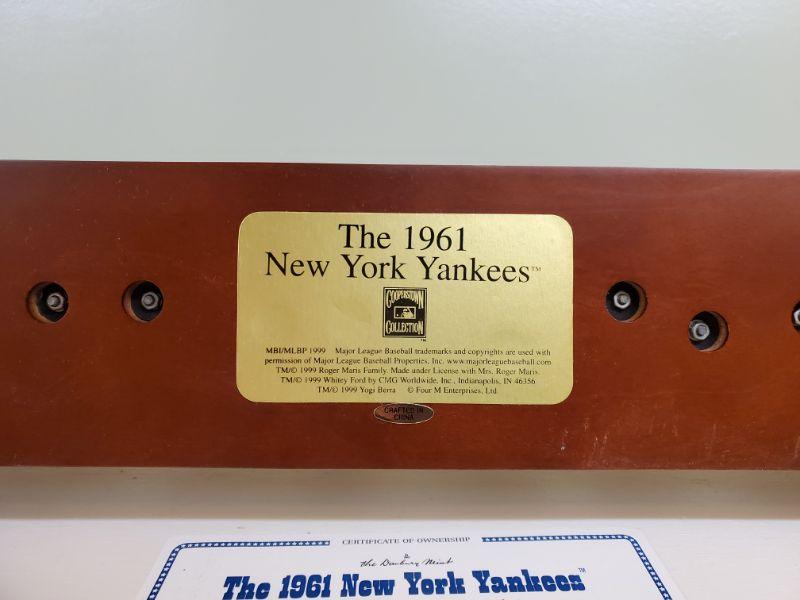 The 1961
New York Yankees™
COOPERSTOWN
COLLECTION™
MBI/MLBP 1999 Major League Baseball trademarks and copyrights are used with
permission of Major League Baseball Properties, Inc. www.majorleaguebaseball.com
TM/© 1999 Roger Maris Family. Made under License with Mrs. Roger Maris.
TM/© 1999 Whitey Ford by CMG Worldwide, Inc., Indianapolis, IN 46356
TM/© 1999 Yogi Berra © Four M Enterprises, Ltd.
CRAFTED IN
CHINA
CERTIFICATE OF OWNERSHIP
the Danbury Mint
The 1961 New York Yankees™